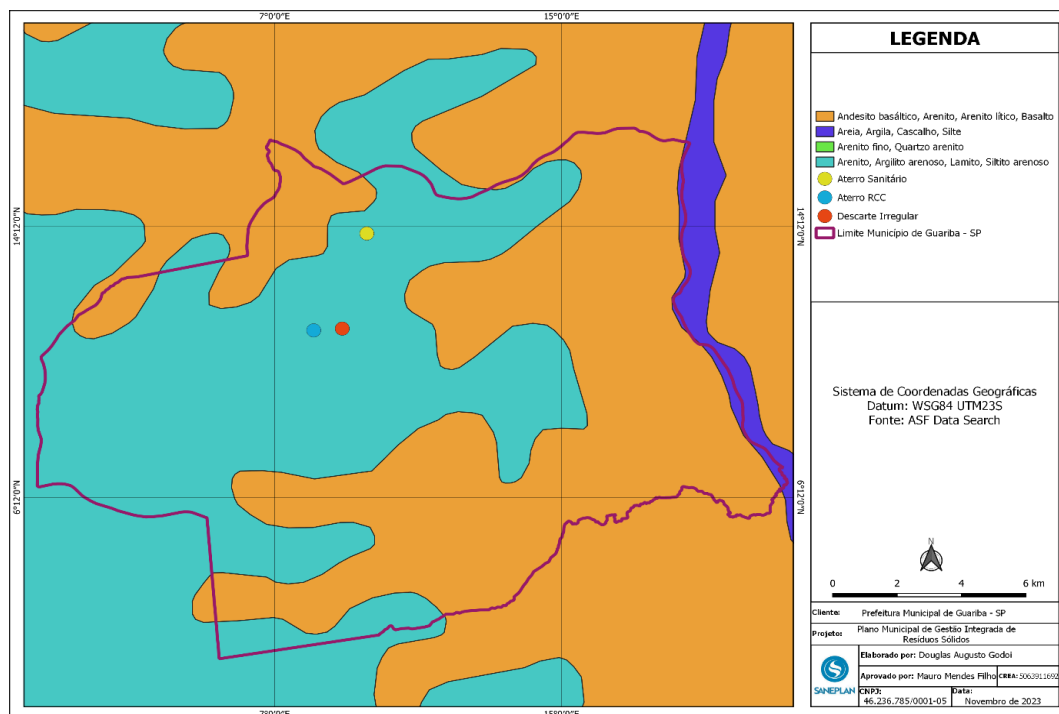 7°0'0"E
15°0'0"E
14°12'0"N
14°12'0"N
6°12'0"N
6°12'0"N
LEGENDA
Andesito basáltico, Arenito, Arenito lítico, Basalto
Areia, Argila, Cascalho, Silte
Arenito fino, Quartzo arenito
Arenito, Argilito arenoso, Lamito, Siltito arenoso
Aterro Sanitário
Aterro RCC
Descarte Irregular
Limite Município de Guariba - SP
Sistema de Coordenadas Geográficas
Datum: WSG84 UTM23S
Fonte: ASF Data Search
N
0 2 4 6 km
Cliente: Prefeitura Municipal de Guariba - SP
Projeto: Plano Municipal de Gestão Integrada de
Resíduos Sólidos
SANEPLAN
Elaborado por: Douglas Augusto Godoi
Aprovado por: Mauro Mendes Filho CREA: 5063911692
CNPJ: Data:
46.236.785/0001-05 Novembro de 2023